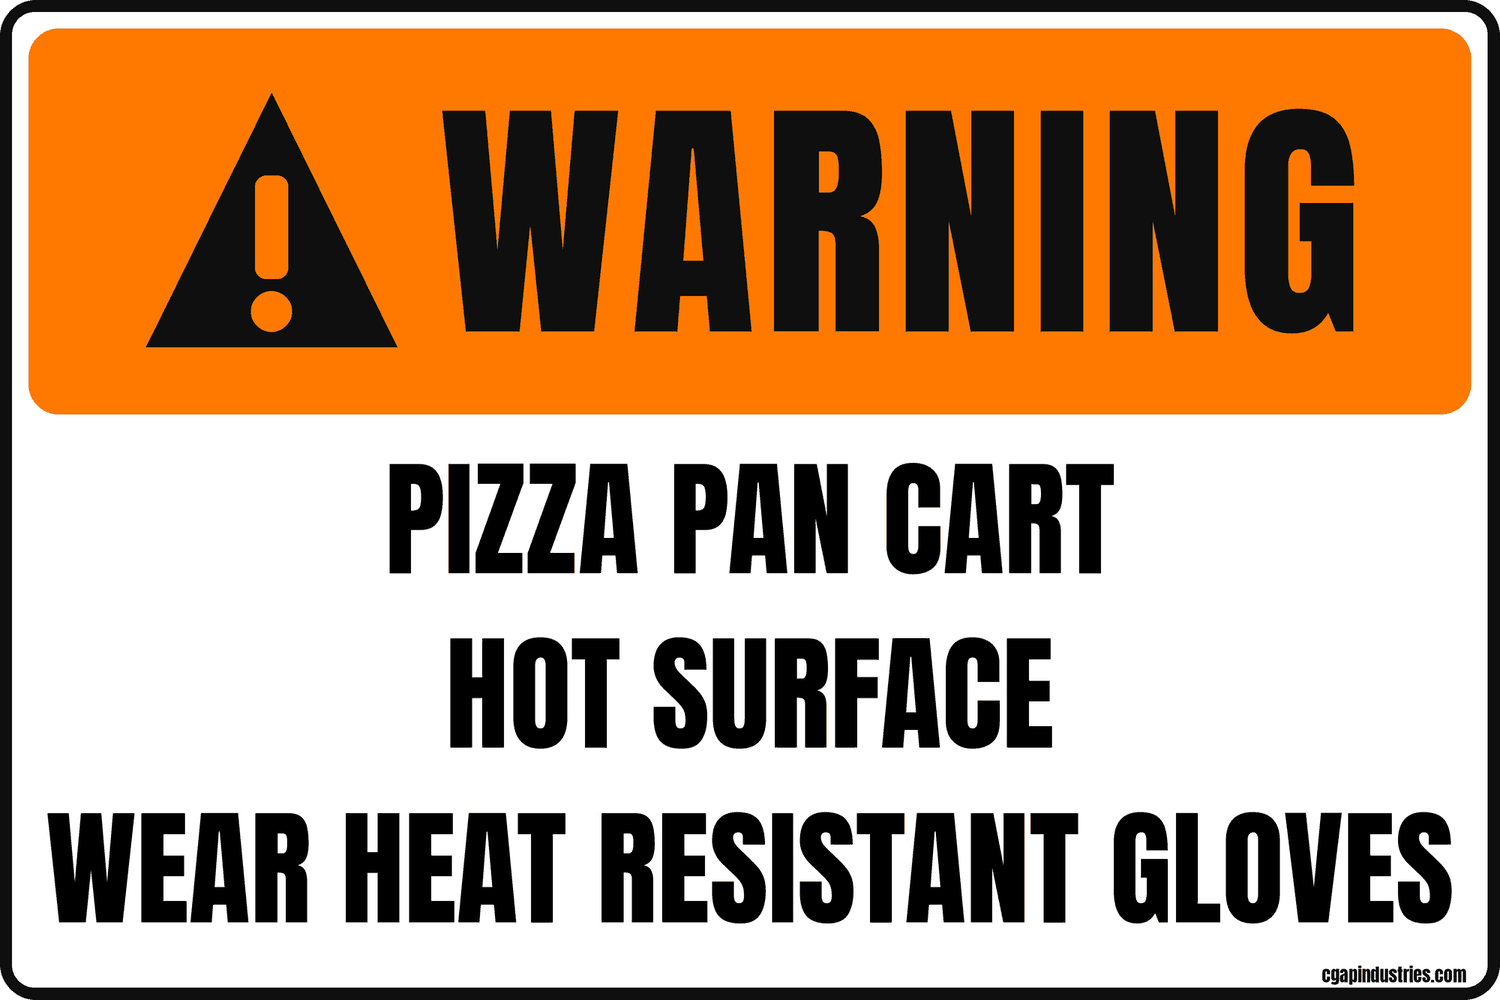 WARNING
PIZZA PAN CART
HOT SURFACE
WEAR HEAT RESISTANT GLOVES
cgapindustries.com